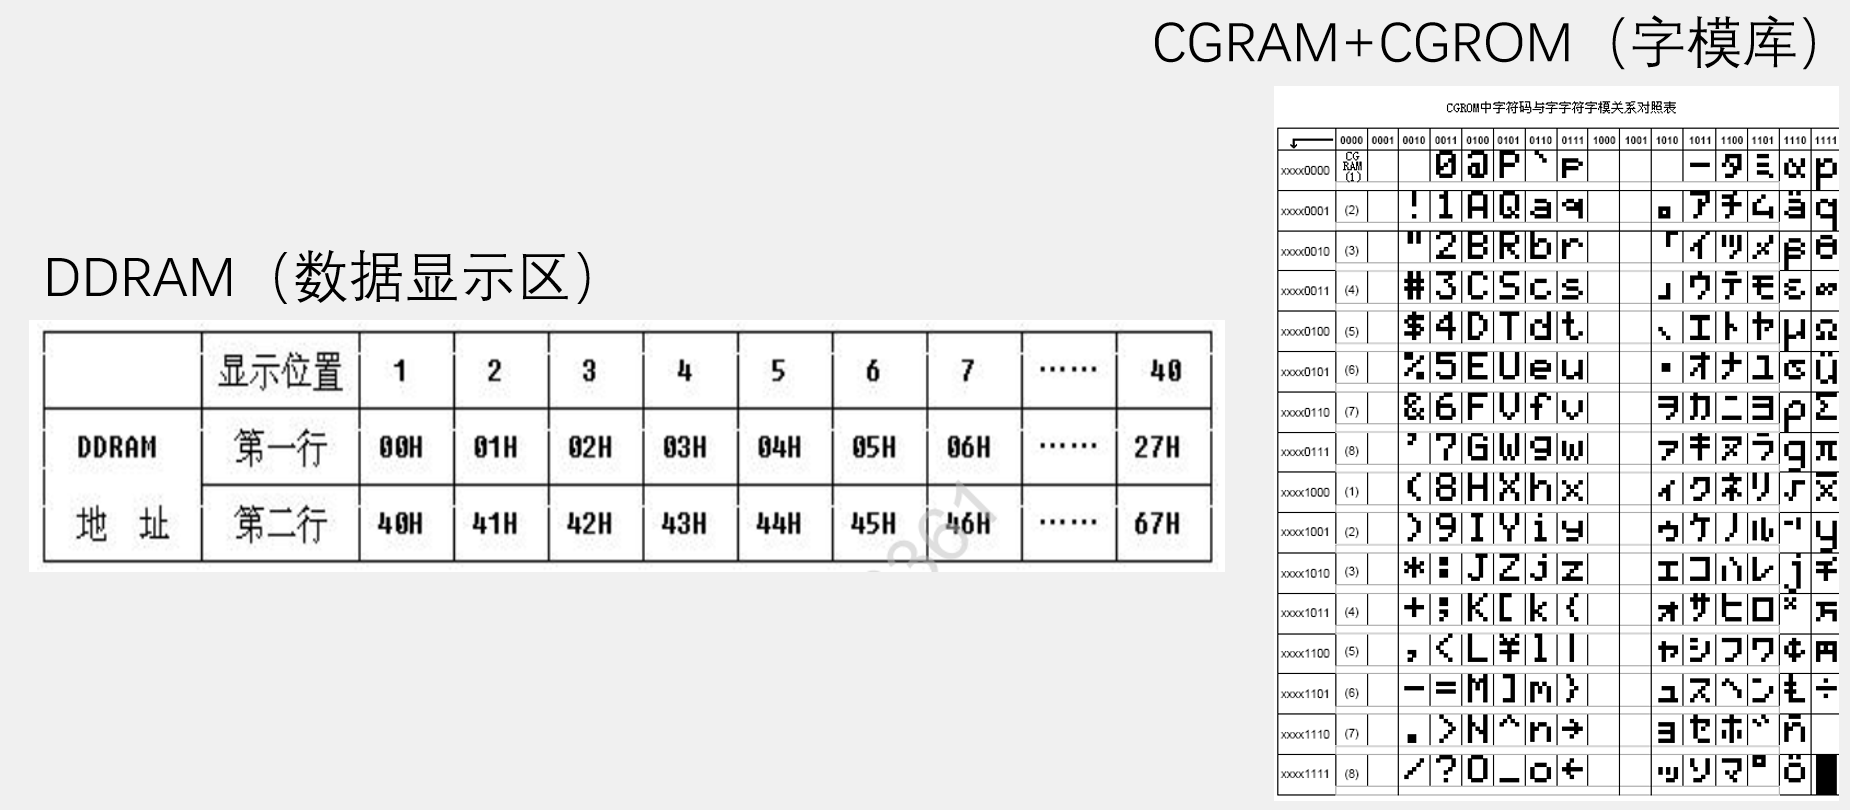 CGRAM+CGROM（字模库）
DDRAM（数据显示区）
显示位置 1 2 3 4 5 6 7 …… 40
DDRAM 地 址
第一行 00H 01H 02H 03H 04H 05H 06H …… 27H
第二行 40H 41H 42H 43H 44H 45H 46H …… 67H
361
CGROM中字符码与字字符字模关系对照表
0000 0001 0010 0011 0100 0101 0110 0111 1000 1001 1010 1011 1100 1101 1110 1111
xxxx0000 CG RAM (1) 0 @ P ` p ー タ ミ α p
xxxx0001 (2) ! 1 A Q a q 。 ア チ ム ä q
xxxx0010 (3) " 2 B R b r 「 イ ツ メ β θ
xxxx0011 (4) # 3 C S c s 」 ウ テ モ ε ∞
xxxx0100 (5) $ 4 D T d t 、 エ ト ヤ μ Ω
xxxx0101 (6) % 5 E U e u ・ オ ナ ユ σ ü
xxxx0110 (7) & 6 F V f v ヲ カ ニ ヨ ρ Σ
xxxx0111 (8) ' 7 G W g w ァ キ ヌ ラ g π
xxxx1000 (1) ( 8 H X h x ィ ク ネ リ √ x̄
xxxx1001 (2) ) 9 I Y i y ゥ ケ ノ ル ⁻¹ y
xxxx1010 (3) * : J Z j z ェ コ ハ レ j 千
xxxx1011 (4) + ; K [ k { ォ サ ヒ ロ ˣ 万
xxxx1100 (5) , < L ¥ l | ャ シ フ ワ ¢ 円
xxxx1101 (6) - = M ] m } ュ ス ヘ ン ÷
xxxx1110 (7) . > N ^ n → ョ セ ホ ゛ ñ
xxxx1111 (8) / ? O _ o ← ッ ソ マ ゜ ö █